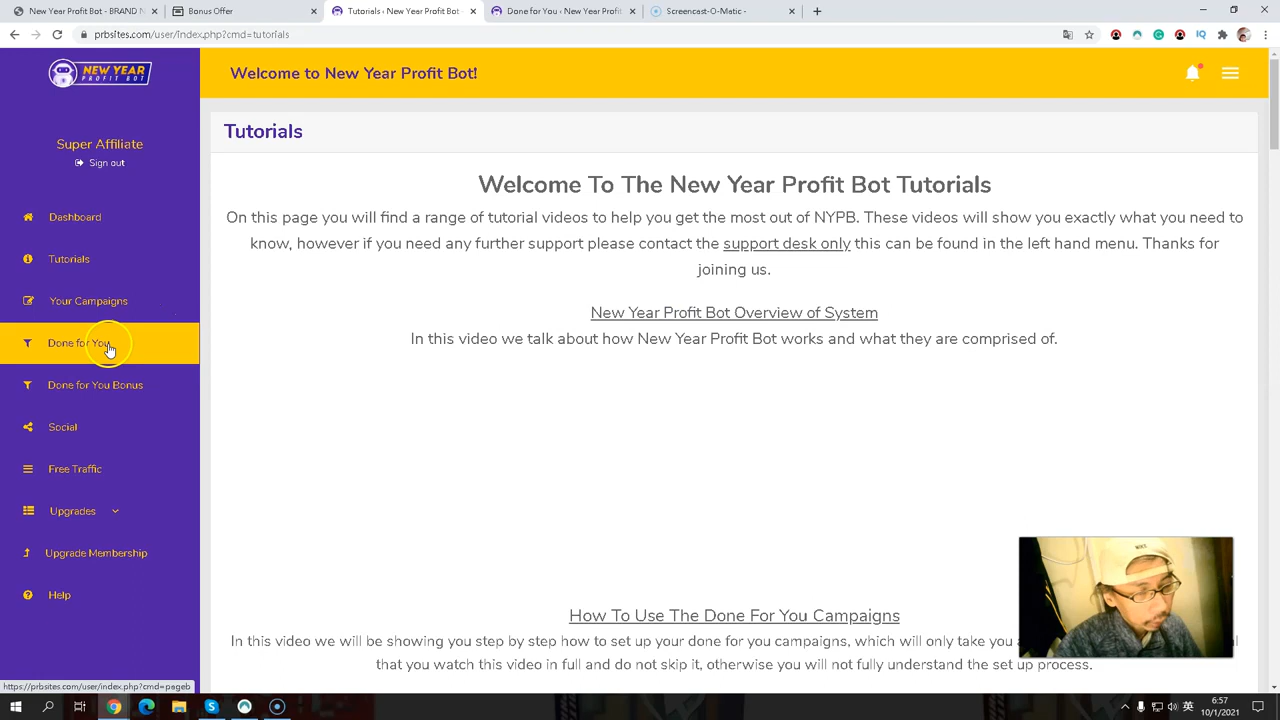 New Year Profit Bot - BRAND N
Bonus Offer
Tutorials ‹ New Year Profit Bot -
Done for You ‹ New Year Profit
Screencast-O-Matic -
prbsites.com/user/index.php?cmd=tutorials
NEW YEAR
PROFIT BOT
Welcome to New Year Profit Bot!
Super Affiliate
Sign out
Dashboard
Tutorials
Your Campaigns
Done for You
Done for You Bonus
Social
Free Traffic
Upgrades
Upgrade Membership
Help
Tutorials
Welcome To The New Year Profit Bot Tutorials
On this page you will find a range of tutorial videos to help you get the most out of NYPB. These videos will show you exactly what you need to
know, however if you need any further support please contact the support desk only this can be found in the left hand menu. Thanks for
joining us.
New Year Profit Bot Overview of System
In this video we talk about how New Year Profit Bot works and what they are comprised of.
How To Use The Done For You Campaigns
In this video we will be showing you step by step how to set up your done for you campaigns, which will only take you
that you watch this video in full and do not skip it, otherwise you will not fully understand the set up process.
https://prbsites.com/user/index.php?cmd=pageb
英
6:57
10/1/2021